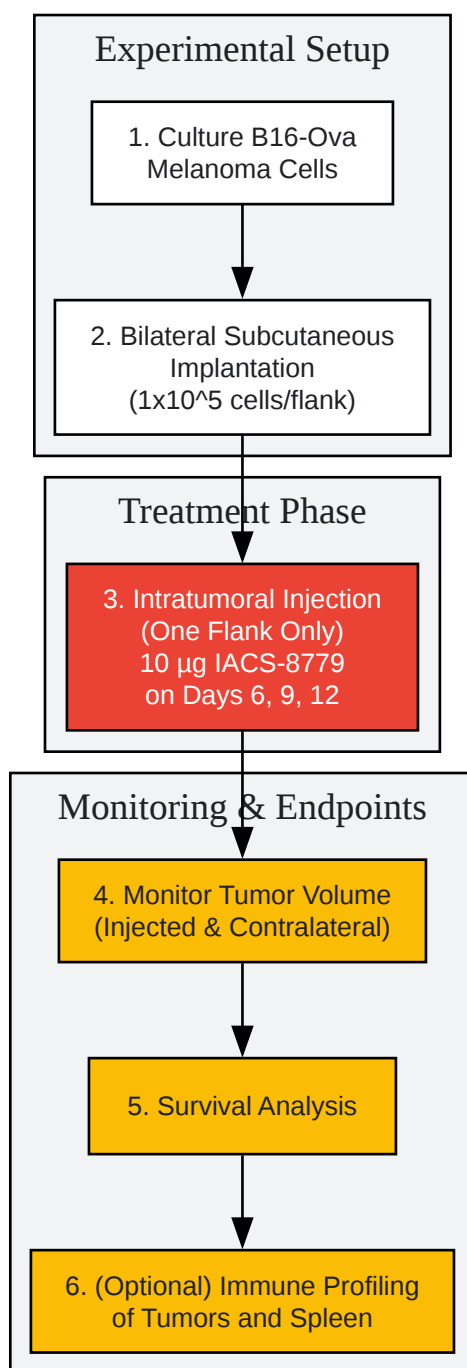 Experimental Setup
1. Culture B16-Ova
Melanoma Cells
2. Bilateral Subcutaneous
Implantation
(1x10^5 cells/flank)
Treatment Phase
3. Intratumoral Injection
(One Flank Only)
10 µg IACS-8779
on Days 6, 9, 12
Monitoring & Endpoints
4. Monitor Tumor Volume
(Injected & Contralateral)
5. Survival Analysis
6. (Optional) Immune Profiling
of Tumors and Spleen